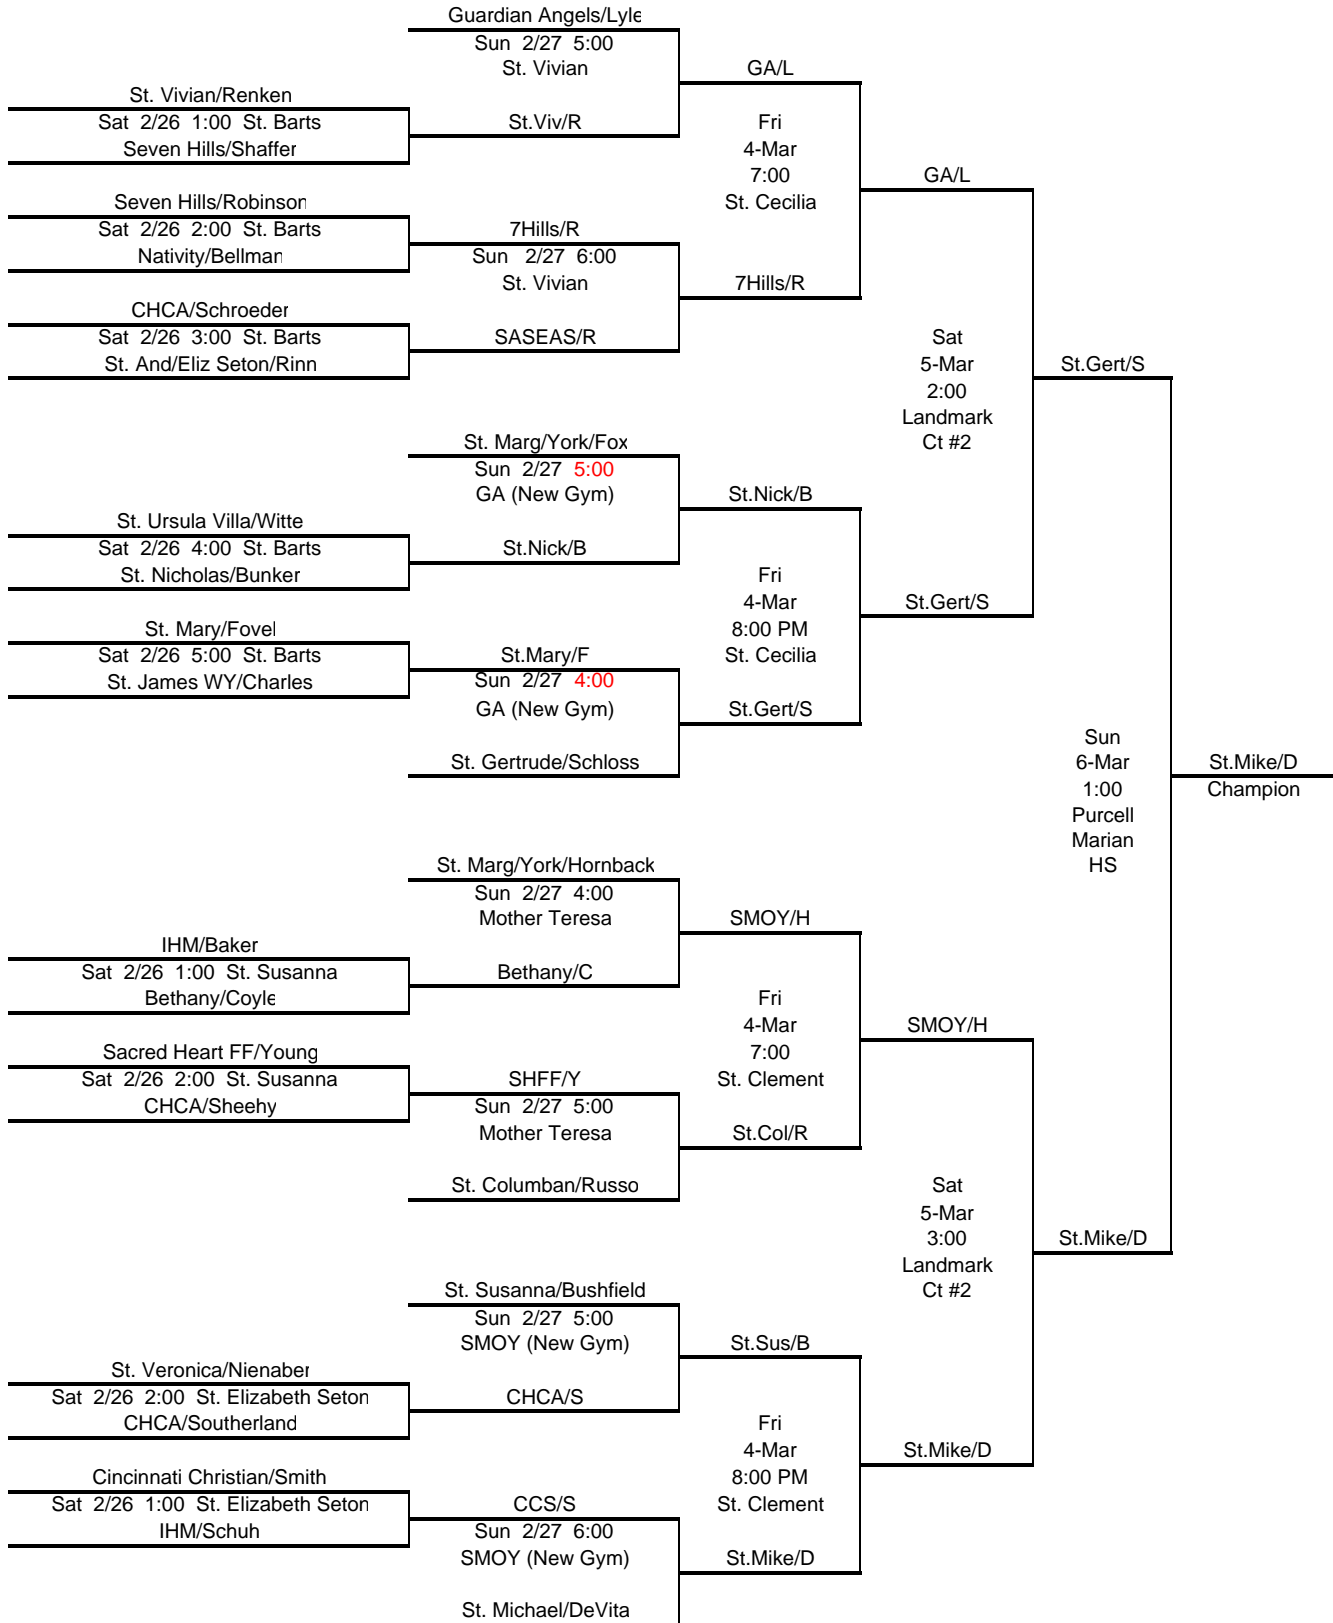 Guardian Angels/Lyle
Sun 2/27 5:00
St. Vivian
GA/L
St. Vivian/Renken
Sat 2/26 1:00 St. Barts
St.Viv/R
Fri
Seven Hills/Shaffer
4-Mar
7:00
GA/L
Seven Hills/Robinson
St. Cecilia
Sat 2/26 2:00 St. Barts
7Hills/R
Nativity/Bellman
Sun 2/27 6:00
St. Vivian
7Hills/R
CHCA/Schroeder
Sat 2/26 3:00 St. Barts
SASEAS/R
Sat
St. And/Eliz Seton/Rinn
5-Mar
St.Gert/S
2:00
Landmark
St. Marg/York/Fox
Ct #2
Sun 2/27 5:00
GA (New Gym)
St.Nick/B
St. Ursula Villa/Witte
Sat 2/26 4:00 St. Barts
St.Nick/B
St. Nicholas/Bunker
Fri
4-Mar
St.Gert/S
St. Mary/Fovel
8:00 PM
Sat 2/26 5:00 St. Barts
St.Mary/F
St. Cecilia
St. James WY/Charles
Sun 2/27 4:00
GA (New Gym)
St.Gert/S
Sun
St. Gertrude/Schloss
6-Mar
St.Mike/D
1:00
Champion
Purcell
Marian
St. Marg/York/Hornback
HS
Sun 2/27 4:00
Mother Teresa
SMOY/H
IHM/Baker
Sat 2/26 1:00 St. Susanna
Bethany/C
Bethany/Coyle
Fri
4-Mar
SMOY/H
Sacred Heart FF/Young
7:00
Sat 2/26 2:00 St. Susanna
SHFF/Y
St. Clement
CHCA/Sheehy
Sun 2/27 5:00
Mother Teresa
St.Col/R
St. Columban/Russo
Sat
5-Mar
3:00
St.Mike/D
Landmark
St. Susanna/Bushfield
Ct #2
Sun 2/27 5:00
SMOY (New Gym)
St.Sus/B
St. Veronica/Nienaber
Sat 2/26 2:00 St. Elizabeth Seton
CHCA/S
CHCA/Southerland
Fri
4-Mar
St.Mike/D
Cincinnati Christian/Smith
8:00 PM
Sat 2/26 1:00 St. Elizabeth Seton
CCS/S
St. Clement
IHM/Schuh
Sun 2/27 6:00
SMOY (New Gym)
St.Mike/D
St. Michael/DeVita